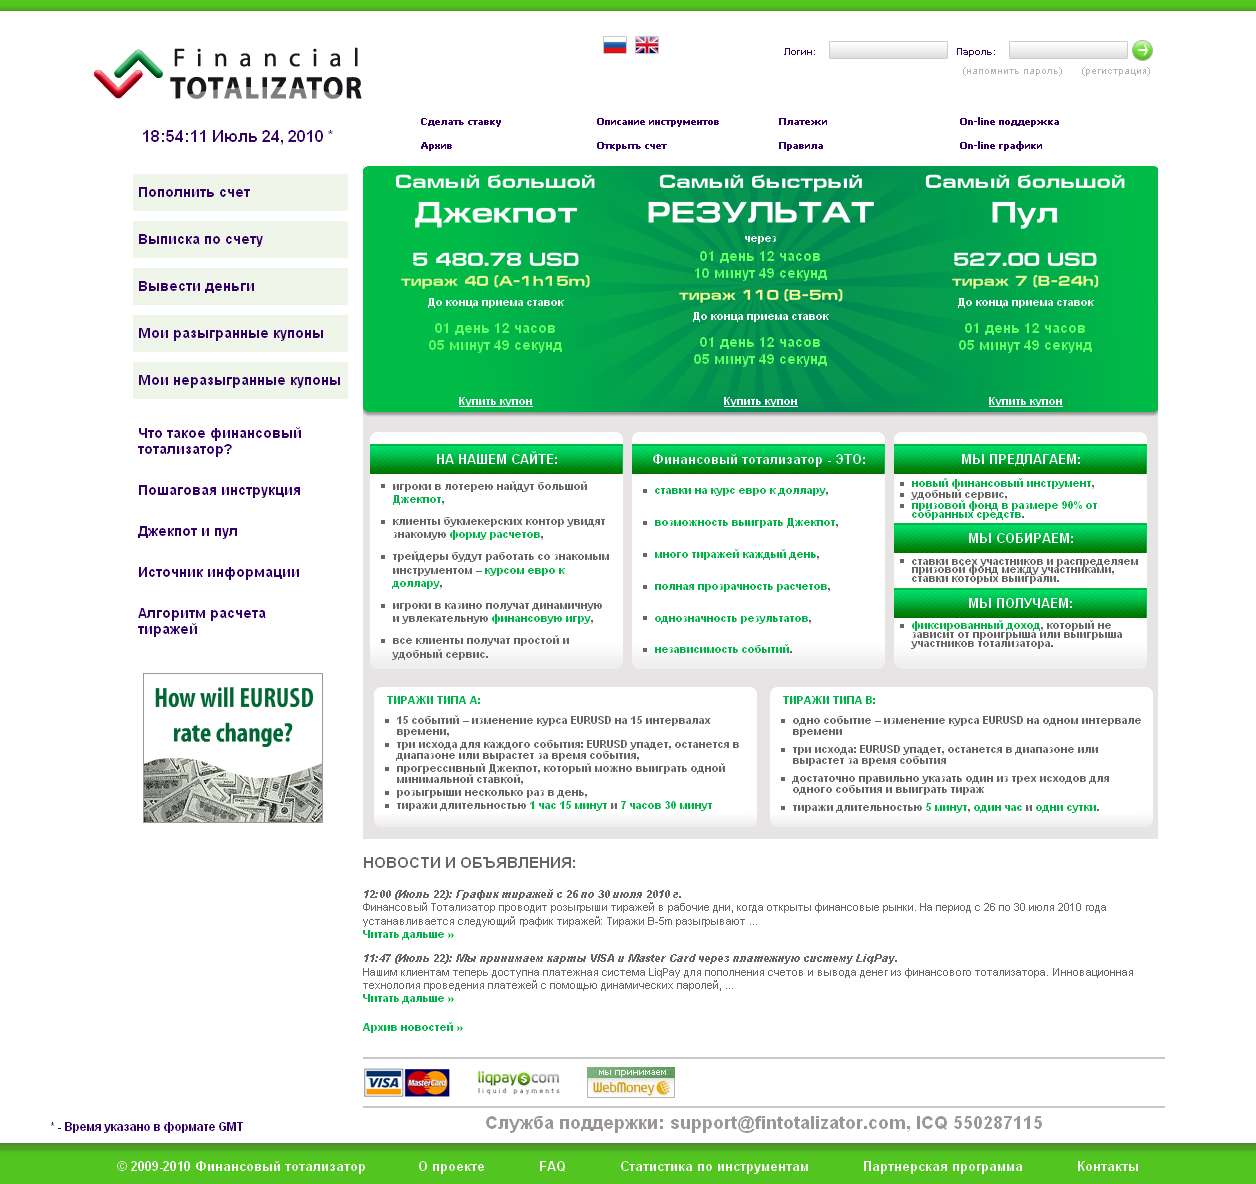 Financial
TOTALIZATOR
Логин:
Пароль:
(напомнить пароль) (регистрация)
18:54:11 Июль 24, 2010 *
Сделать ставку
Описание инструментов
Платежи
On-line поддержка
Архив
Открыть счет
Правила
On-line графики
Пополнить счет
Выписка по счету
Вывести деньги
Мои разыгранные купоны
Мои неразыгранные купоны
Что такое финансовый
тотализатор?
Пошаговая инструкция
Джекпот и пул
Источник информации
Алгоритм расчета
тиражей
How will EURUSD
rate change?
Самый большой
Джекпот
5 480.78 USD
тираж 40 (A-1h15m)
До конца приема ставок
01 день 12 часов
05 минут 49 секунд
Купить купон
Самый быстрый
РЕЗУЛЬТАТ
через
01 день 12 часов
10 минут 49 секунд
тираж 110 (B-5m)
До конца приема ставок
01 день 12 часов
05 минут 49 секунд
Купить купон
Самый большой
Пул
527.00 USD
тираж 7 (B-24h)
До конца приема ставок
01 день 12 часов
05 минут 49 секунд
Купить купон
НА НАШЕМ САЙТЕ:
игроки в лотерею найдут большой
Джекпот,
клиенты букмекерских контор увидят
знакомую форму расчетов,
трейдеры будут работать со знакомым
инструментом – курсом евро к
доллару,
игроки в казино получат динамичную
и увлекательную финансовую игру,
все клиенты получат простой и
удобный сервис.
Финансовый тотализатор - ЭТО:
ставки на курс евро к доллару,
возможность выиграть Джекпот,
много тиражей каждый день,
полная прозрачность расчетов,
однозначность результатов,
независимость событий.
МЫ ПРЕДЛАГАЕМ:
новый финансовый инструмент,
удобный сервис,
призовой фонд в размере 90% от
собранных средств.
МЫ СОБИРАЕМ:
ставки всех участников и распределяем
призовой фонд между участниками,
ставки которых выиграли.
МЫ ПОЛУЧАЕМ:
фиксированный доход, который не
зависит от проигрыша или выигрыша
участников тотализатора.
ТИРАЖИ ТИПА А:
15 событий – изменение курса EURUSD на 15 интервалах
времени,
три исхода для каждого события: EURUSD упадет, останется в
диапазоне или вырастет за время события,
прогрессивный Джекпот, который можно выиграть одной
минимальной ставкой,
розыгрыши несколько раз в день,
тиражи длительностью 1 час 15 минут и 7 часов 30 минут
ТИРАЖИ ТИПА В:
одно событие – изменение курса EURUSD на одном интервале
времени
три исхода: EURUSD упадет, останется в диапазоне или
вырастет за время события
достаточно правильно указать один из трех исходов для
одного события и выиграть тираж
тиражи длительностью 5 минут, один час и одни сутки.
НОВОСТИ И ОБЪЯВЛЕНИЯ:
12:00 (Июль 22): График тиражей с 26 по 30 июля 2010 г.
Финансовый Тотализатор проводит розыгрыши тиражей в рабочие дни, когда открыты финансовые рынки. На период с 26 по 30 июля 2010 года
устанавливается следующий график тиражей: Тиражи B-5m разыгрывают ...
Читать дальше »
11:47 (Июль 22): Мы принимаем карты VISA и Master Card через платежную систему LiqPay.
Нашим клиентам теперь доступна платежная система LiqPay для пополнения счетов и вывода денег из финансового тотализатора. Инновационная
технология проведения платежей с помощью динамических паролей, ...
Читать дальше »
Архив новостей »
VISA MasterCard
liqpay$com
liquid payments
мы принимаем
WebMoney
* - Время указано в формате GMT
Служба поддержки: support@fintotalizator.com, ICQ 550287115
© 2009-2010 Финансовый тотализатор
О проекте
FAQ
Статистика по инструментам
Партнерская программа
Контакты